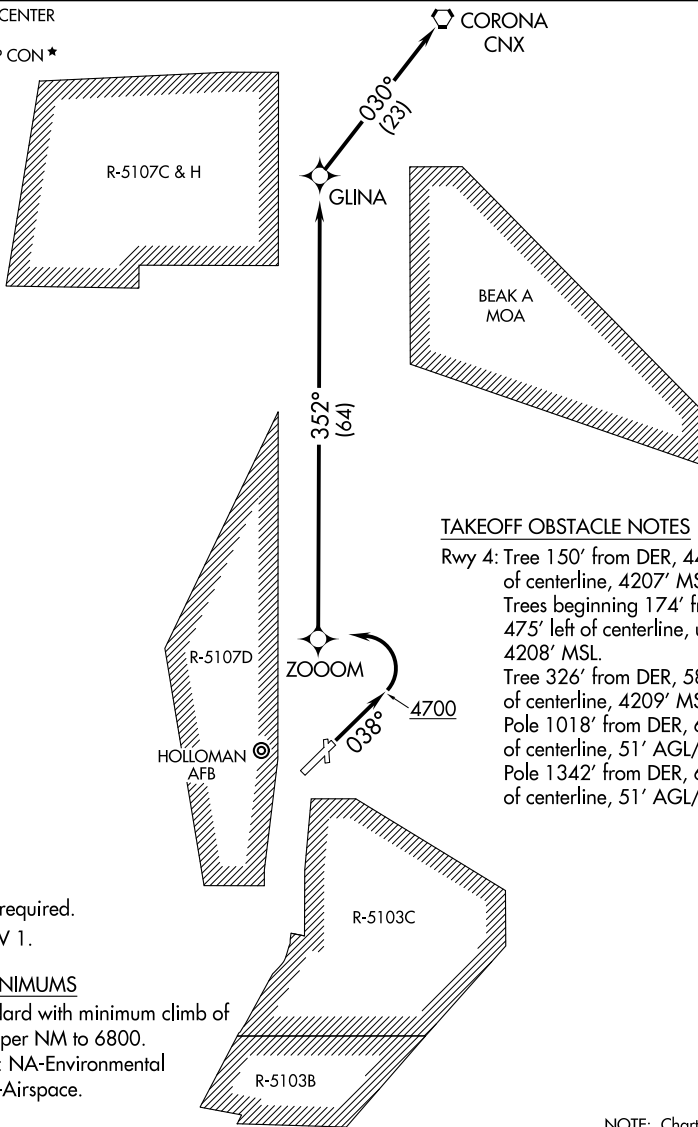 CENTER
CON ★
CORONA
CNX
030°
(23)
R-5107C & H
GLINA
BEAK A
MOA
352°
(64)
TAKEOFF OBSTACLE NOTES
Rwy 4: Tree 150' from DER,
of centerline, 4207'
Trees beginning 174'
475' left of centerline,
4208' MSL.
Tree 326' from DER,
of centerline, 4209'
Pole 1018' from DER,
of centerline, 51' AGL/
Pole 1342' from DER,
of centerline, 51' AGL/
R-5107D
ZOOOM
4700
038°
HOLLOMAN
AFB
required.
1.
R-5103C
NIMUMS
dard with minimum climb of
per NM to 6800.
: NA-Environmental
-Airspace.
R-5103B
NOTE: Chart